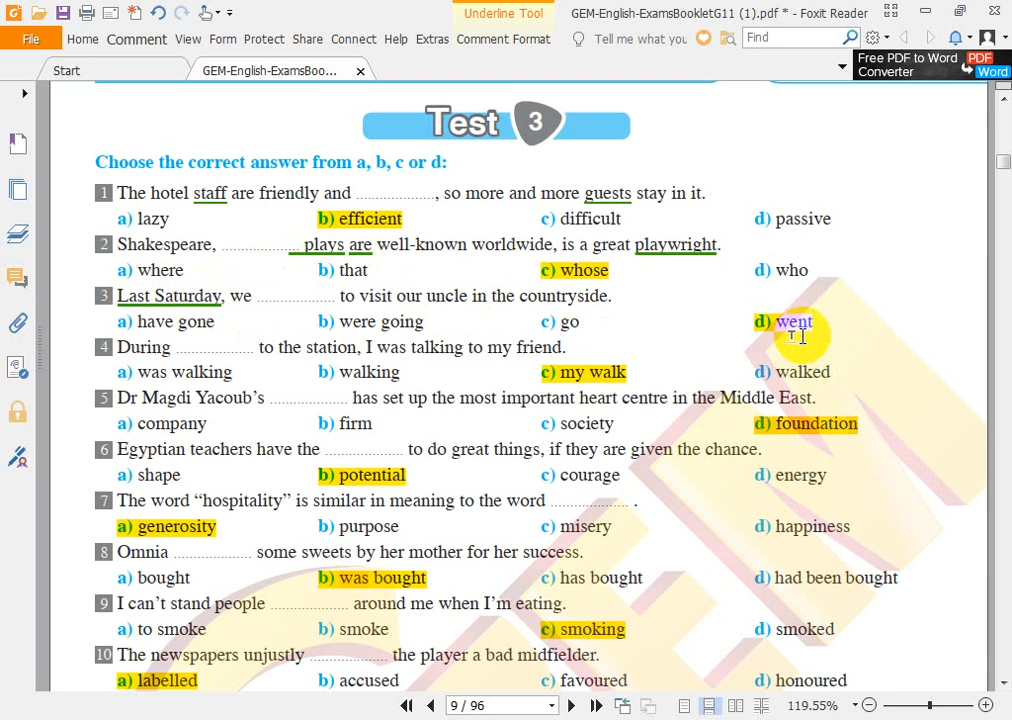 Underline Tool
GEM-English-ExamsBookletG11 (1).pdf * - Foxit Reader
File Home Comment View Form Protect Share Connect Help Extras Comment Format Tell me what you Find
Start GEM-English-ExamsBoo... Free PDF to Word Converter PDF Word
Test 3
Choose the correct answer from a, b, c or d:
1 The hotel staff are friendly and ................., so more and more guests stay in it.
a) lazy b) efficient c) difficult d) passive
2 Shakespeare, ................. plays are well-known worldwide, is a great playwright.
a) where b) that c) whose d) who
3 Last Saturday, we ................. to visit our uncle in the countryside.
a) have gone b) were going c) go d) went
4 During ................. to the station, I was talking to my friend.
a) was walking b) walking c) my walk d) walked
5 Dr Magdi Yacoub’s ................. has set up the most important heart centre in the Middle East.
a) company b) firm c) society d) foundation
6 Egyptian teachers have the ................. to do great things, if they are given the chance.
a) shape b) potential c) courage d) energy
7 The word “hospitality” is similar in meaning to the word ................. .
a) generosity b) purpose c) misery d) happiness
8 Omnia ................. some sweets by her mother for her success.
a) bought b) was bought c) has bought d) had been bought
9 I can’t stand people ................. around me when I’m eating.
a) to smoke b) smoke c) smoking d) smoked
10 The newspapers unjustly ................. the player a bad midfielder.
a) labelled b) accused c) favoured d) honoured
9 / 96 119.55%